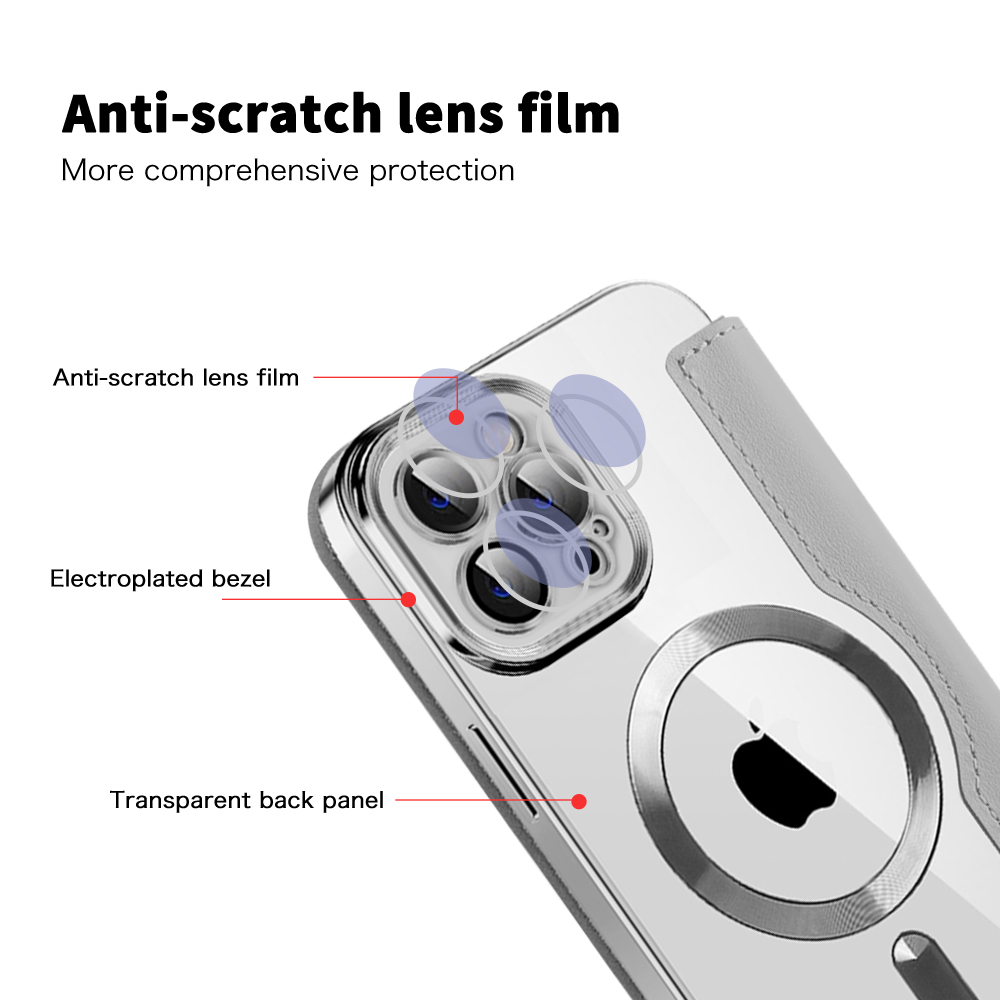 Anti-scratch lens film
More comprehensive protection
Anti-scratch lens film
Electroplated bezel
Transparent back panel